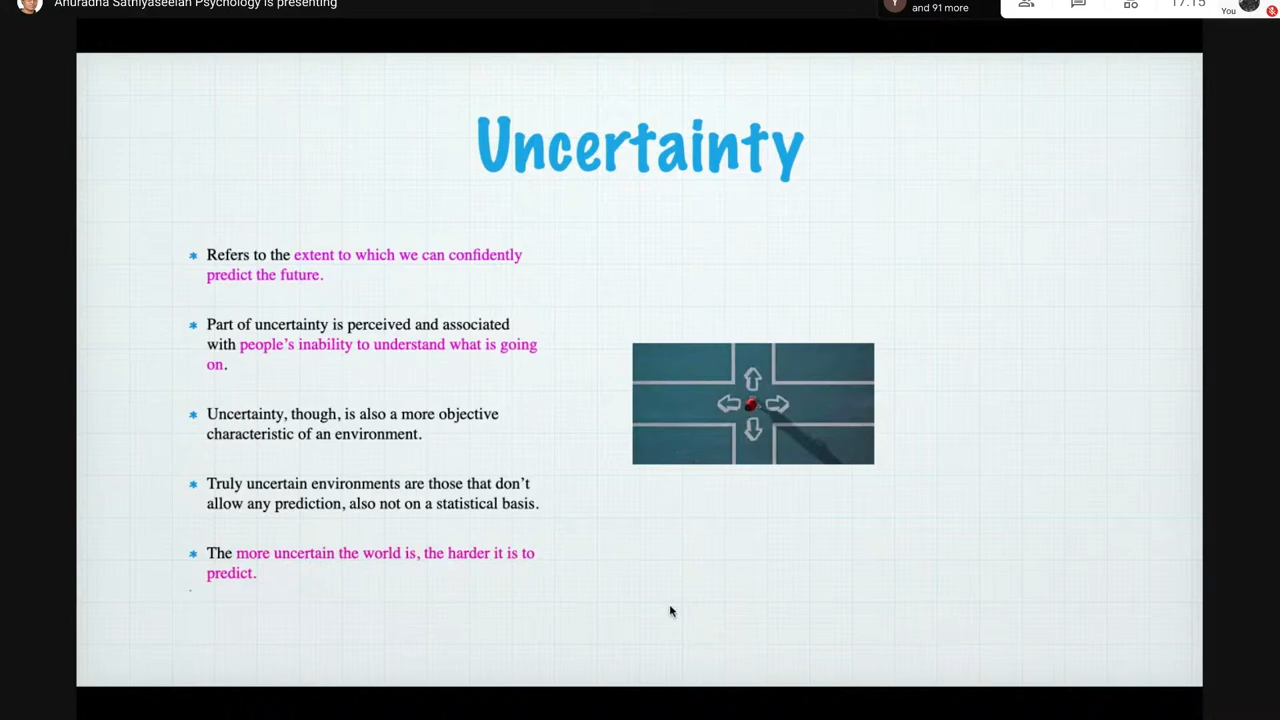 Anuradha Sathiyaseelan Psychology is presenting
Y
and 91 more
17:15
You
Uncertainty
* Refers to the extent to which we can confidently
predict the future.
* Part of uncertainty is perceived and associated
with people’s inability to understand what is going
on.
* Uncertainty, though, is also a more objective
characteristic of an environment.
* Truly uncertain environments are those that don’t
allow any prediction, also not on a statistical basis.
* The more uncertain the world is, the harder it is to
predict.